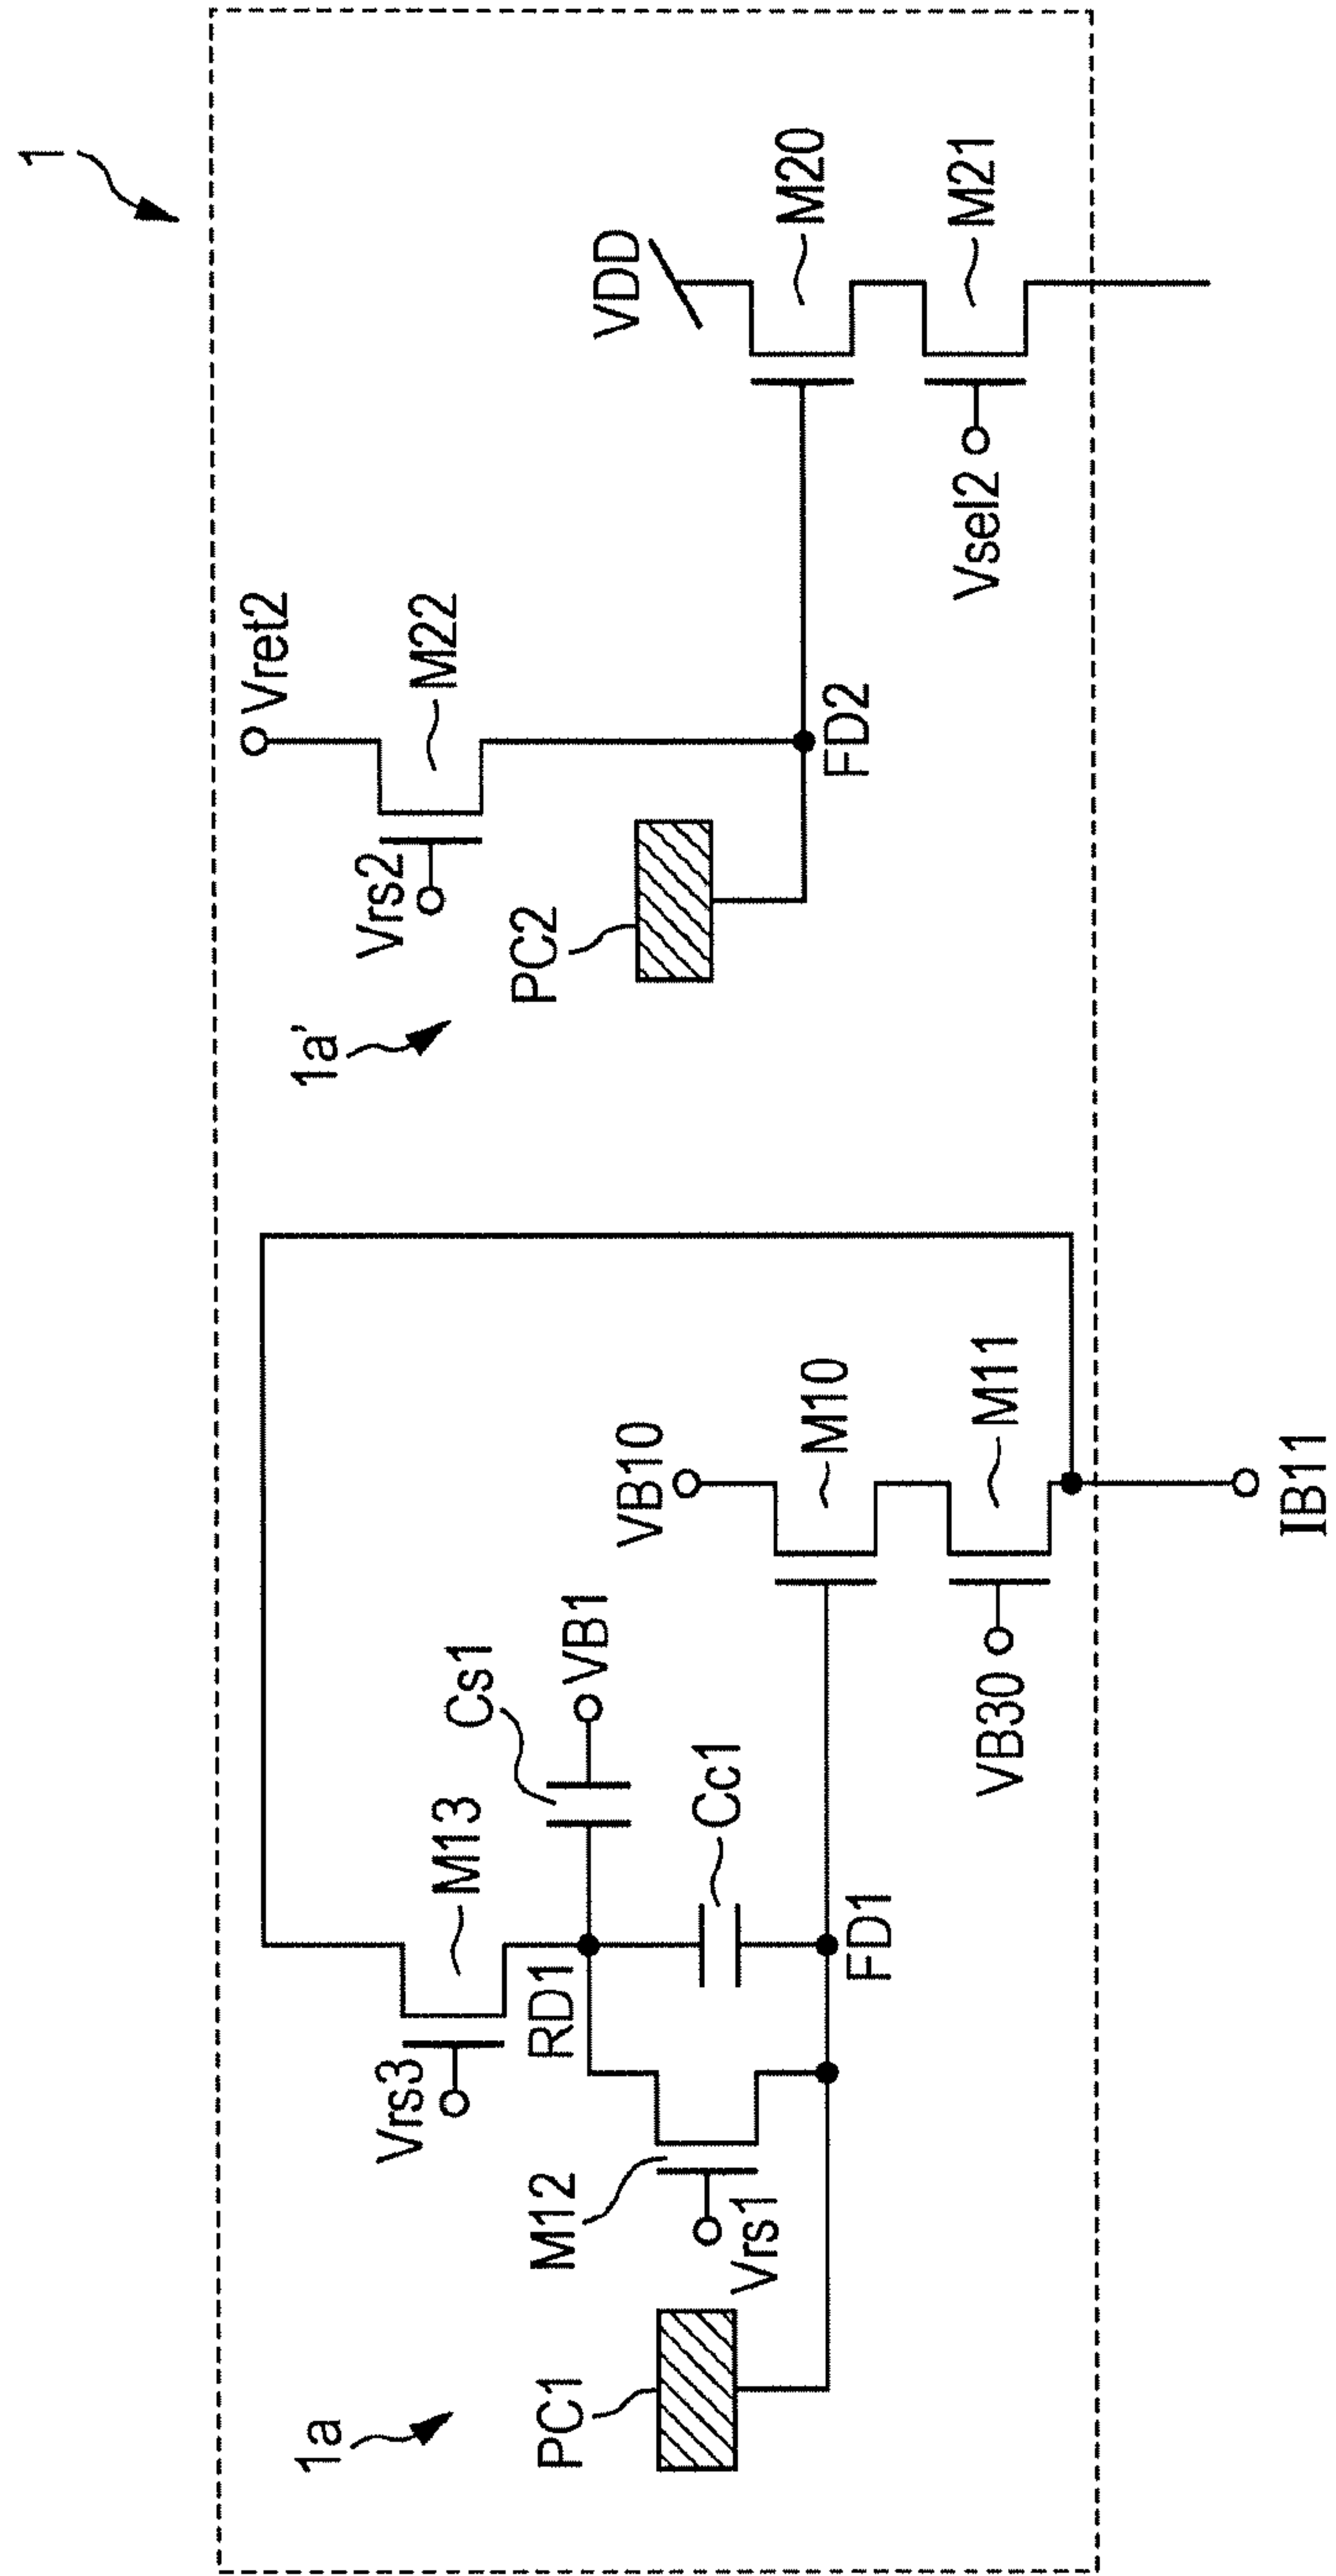 1
1a
PC1
M12
Vrs1
Vrs3
M13
RD1
Cs1
VB1
Cc1
FD1
VB10
M10
M11
VB30
IB11
1a'
PC2
Vrs2
Vret2
M22
FD2
VDD
M20
M21
Vsel2